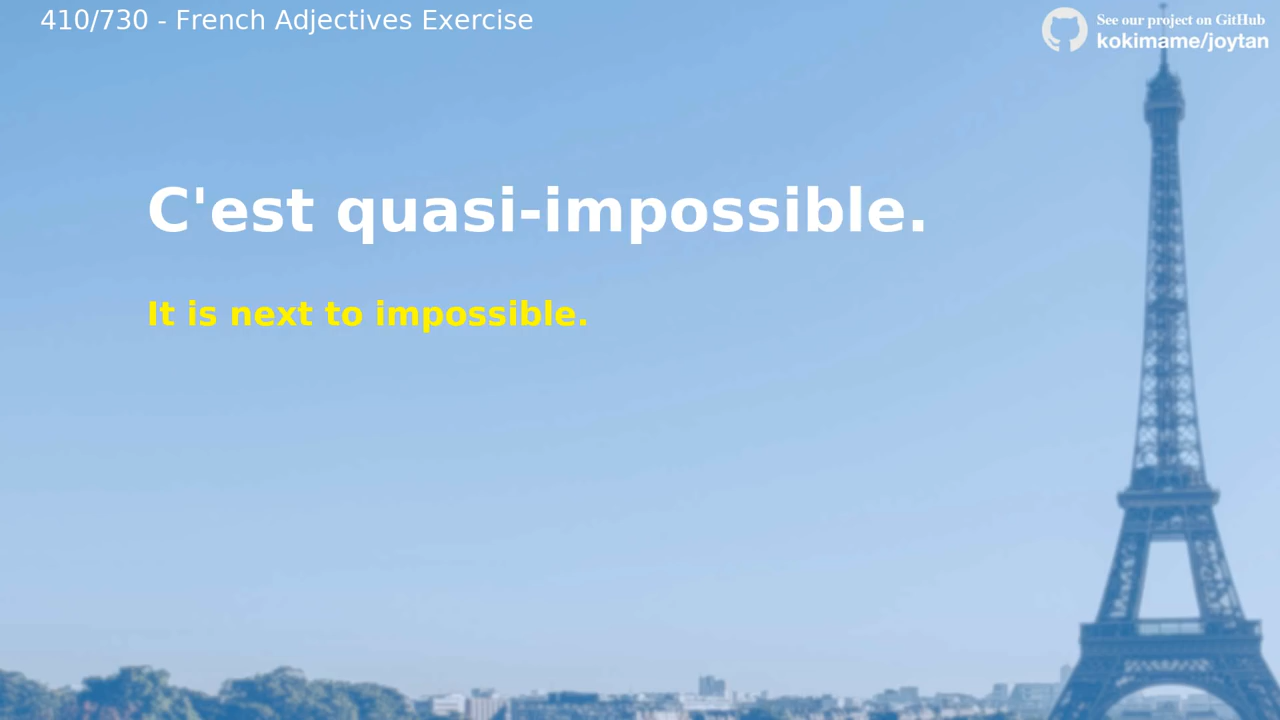 410/730 - French Adjectives Exercise
See our project on GitHub
kokimame/joytan
C'est quasi-impossible.
It is next to impossible.